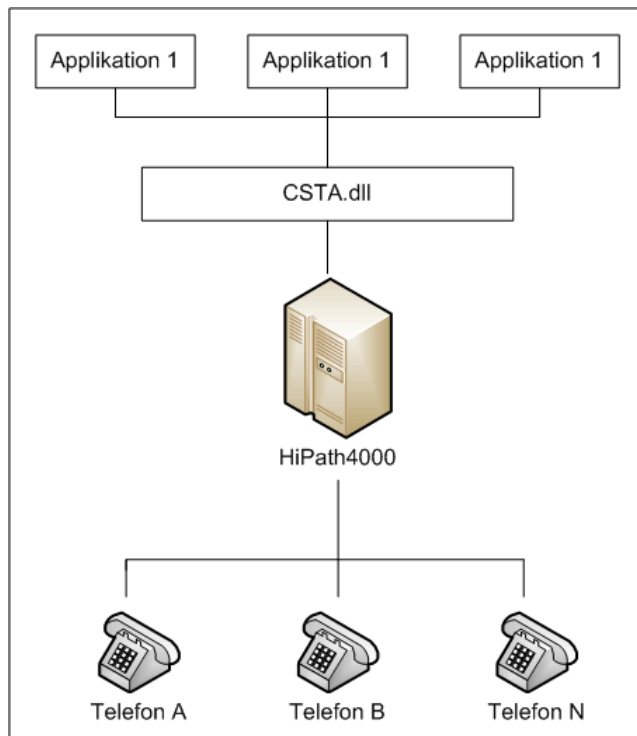 Applikation 1
Applikation 1
Applikation 1
CSTA.dll
HiPath4000
Telefon A
Telefon B
Telefon N